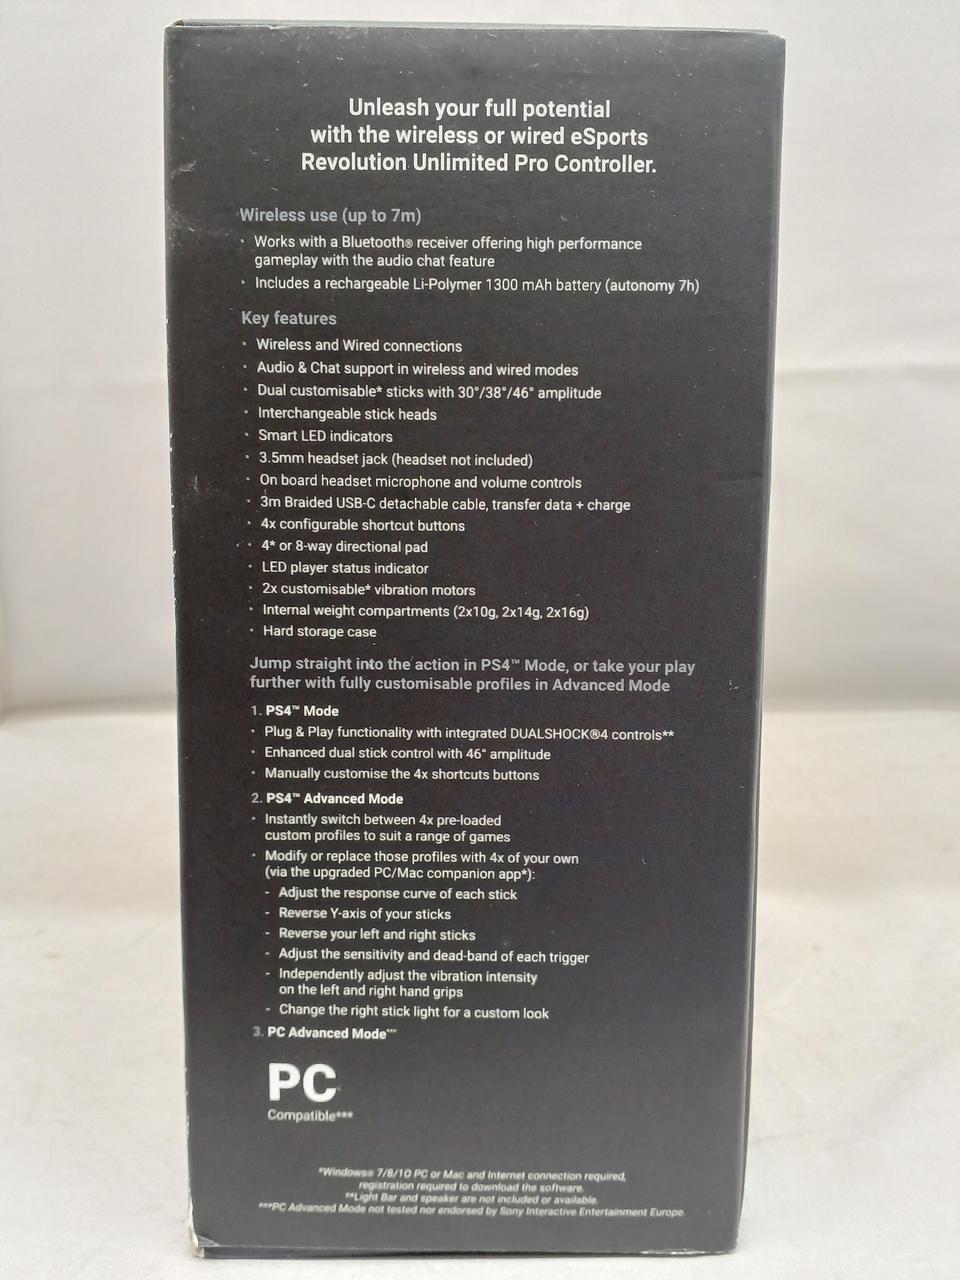 Unleash your full potential
with the wireless or wired eSports
Revolution Unlimited Pro Controller.
Wireless use (up to 7m)
· Works with a Bluetooth® receiver offering high performance
gameplay with the audio chat feature
· Includes a rechargeable Li-Polymer 1300 mAh battery (autonomy 7h)
Key features
· Wireless and Wired connections
· Audio & Chat support in wireless and wired modes
· Dual customisable* sticks with 30°/38°/46° amplitude
· Interchangeable stick heads
· Smart LED indicators
· 3.5mm headset jack (headset not included)
· On board headset microphone and volume controls
· 3m Braided USB-C detachable cable, transfer data + charge
· 4x configurable shortcut buttons
· 4* or 8-way directional pad
· LED player status indicator
· 2x customisable* vibration motors
· Internal weight compartments (2x10g, 2x14g, 2x16g)
· Hard storage case
Jump straight into the action in PS4™ Mode, or take your play
further with fully customisable profiles in Advanced Mode
1. PS4™ Mode
· Plug & Play functionality with integrated DUALSHOCK®4 controls**
· Enhanced dual stick control with 46° amplitude
· Manually customise the 4x shortcuts buttons
2. PS4™ Advanced Mode
· Instantly switch between 4x pre-loaded
custom profiles to suit a range of games
· Modify or replace those profiles with 4x of your own
(via the upgraded PC/Mac companion app*):
- Adjust the response curve of each stick
- Reverse Y-axis of your sticks
- Reverse your left and right sticks
- Adjust the sensitivity and dead-band of each trigger
- Independently adjust the vibration intensity
on the left and right hand grips
- Change the right stick light for a custom look
3. PC Advanced Mode***
PC
Compatible***
*Windows® 7/8/10 PC or Mac and Internet connection required,
registration required to download the software.
**Light Bar and speaker are not included or available.
***PC Advanced Mode not tested nor endorsed by Sony Interactive Entertainment Europe.